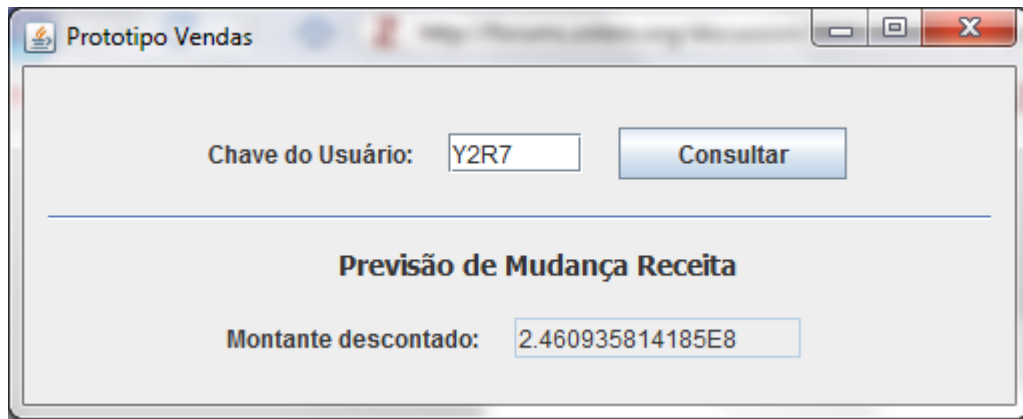 Prototipo Vendas
Chave do Usuário: Y2R7 Consultar
Previsão de Mudança Receita
Montante descontado: 2.460935814185E8